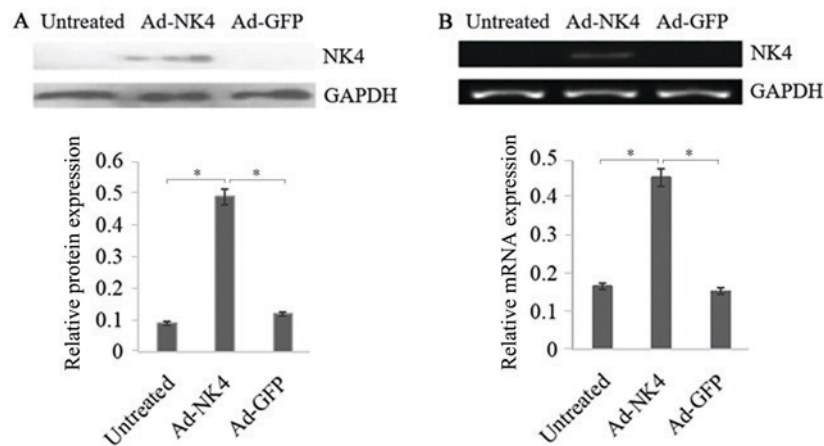 A Untreated Ad-NK4 Ad-GFP
NK4
GAPDH
Relative protein expression
0.6
0.5
0.4
0.3
0.2
0.1
0
* *
Untreated
Ad-NK4
Ad-GFP
B Untreated Ad-NK4 Ad-GFP
NK4
GAPDH
Relative mRNA expression
0.5
0.4
0.3
0.2
0.1
0
* *
Untreated
Ad-NK4
Ad-GFP